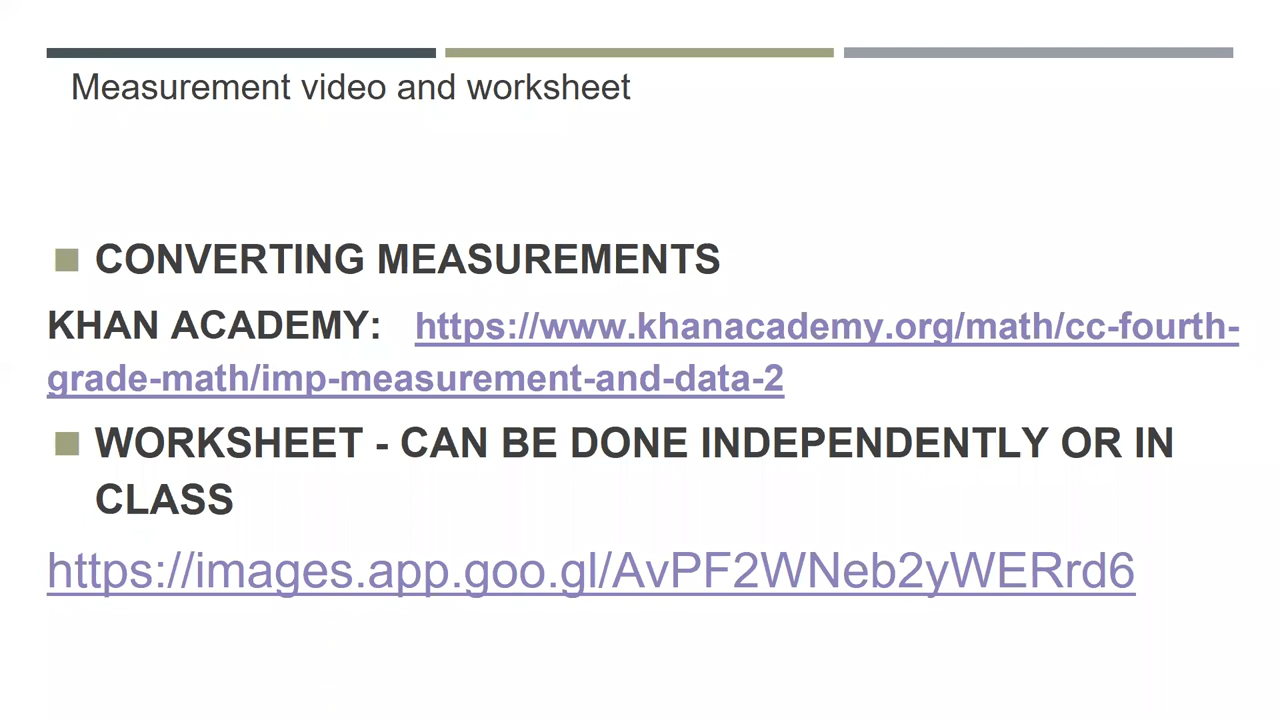 Measurement video and worksheet
CONVERTING MEASUREMENTS
KHAN ACADEMY: https://www.khanacademy.org/math/cc-fourth-
grade-math/imp-measurement-and-data-2
WORKSHEET - CAN BE DONE INDEPENDENTLY OR IN
CLASS
https://images.app.goo.gl/AvPF2WNeb2yWERrd6